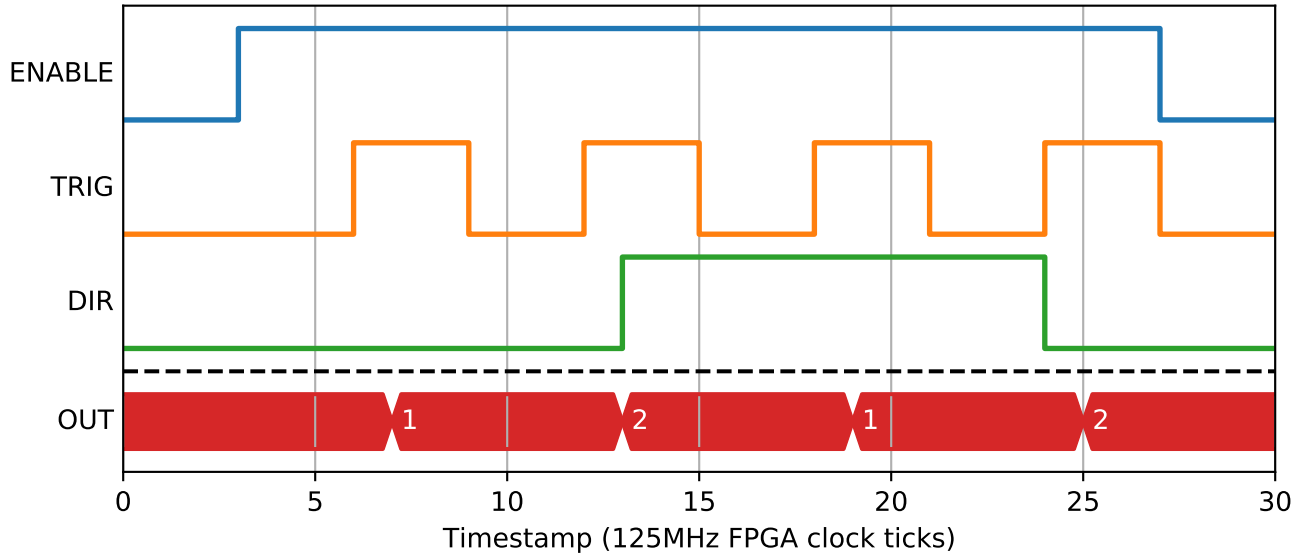 ENABLE
TRIG
DIR
OUT 1 2 1 2
0 5 10 15 20 25 30
Timestamp (125MHz FPGA clock ticks)